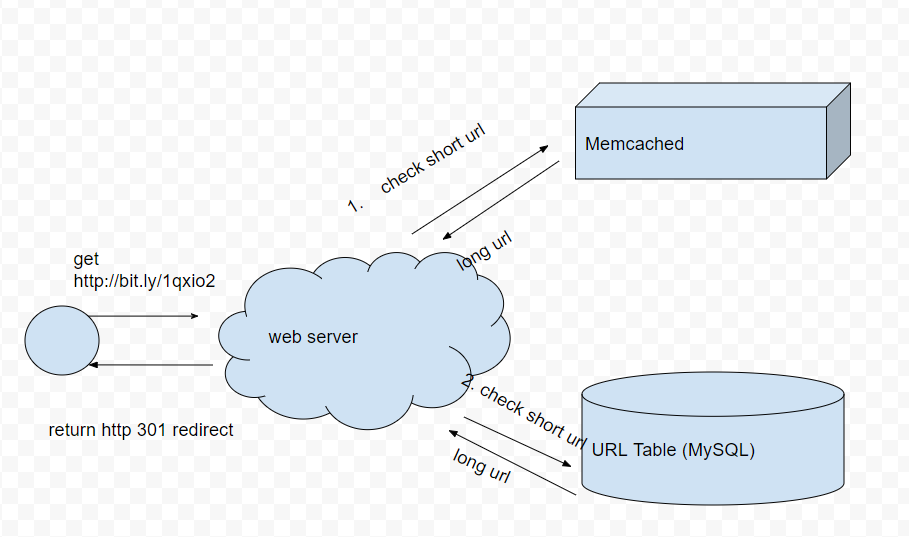 Memcached
1. check short url
long url
get
http://bit.ly/1qxio2
web server
2. check short url
URL Table (MySQL)
long url
return http 301 redirect